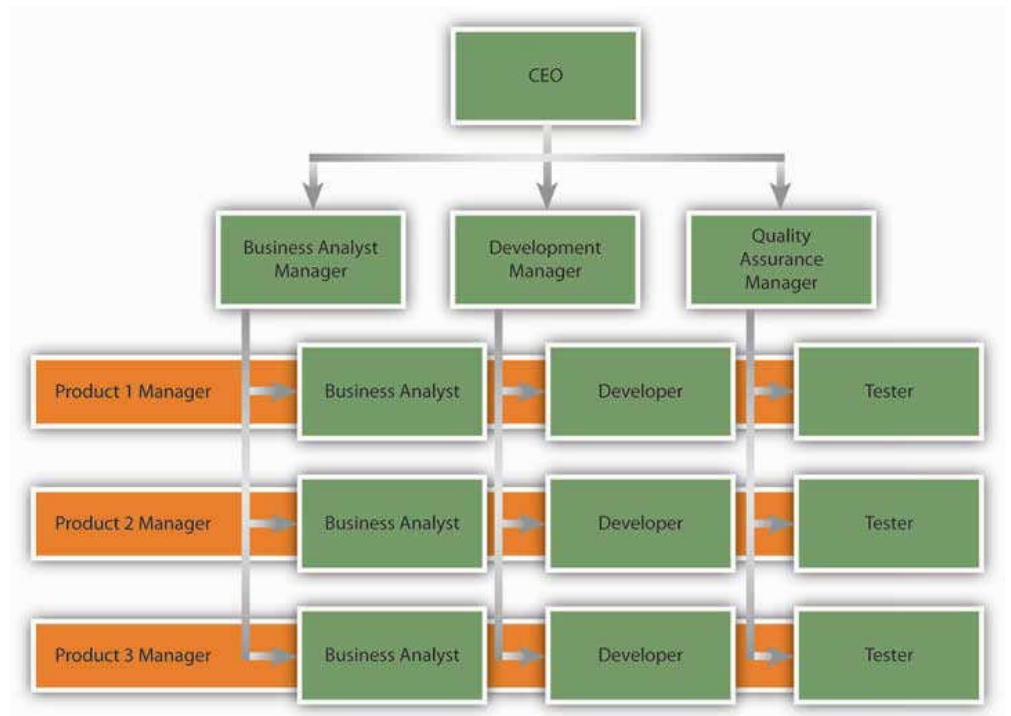 CEO
Business Analyst
Manager
Development
Manager
Quality
Assurance
Manager
Product 1 Manager
Business Analyst
Developer
Tester
Product 2 Manager
Business Analyst
Developer
Tester
Product 3 Manager
Business Analyst
Developer
Tester